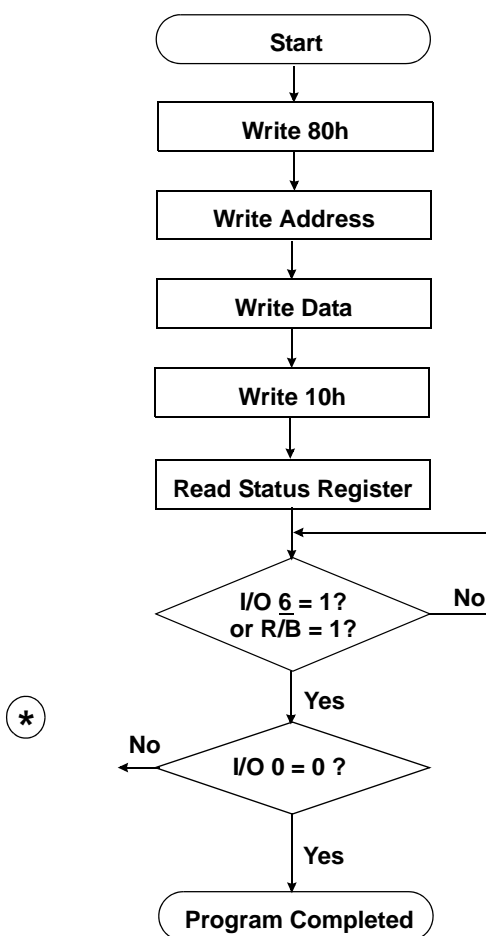 Start
Write 80h
Write Address
Write Data
Write 10h
Read Status Register
I/O 6 = 1?
or R/B = 1?
No
Yes
*
No
I/O 0 = 0 ?
Yes
Program Completed